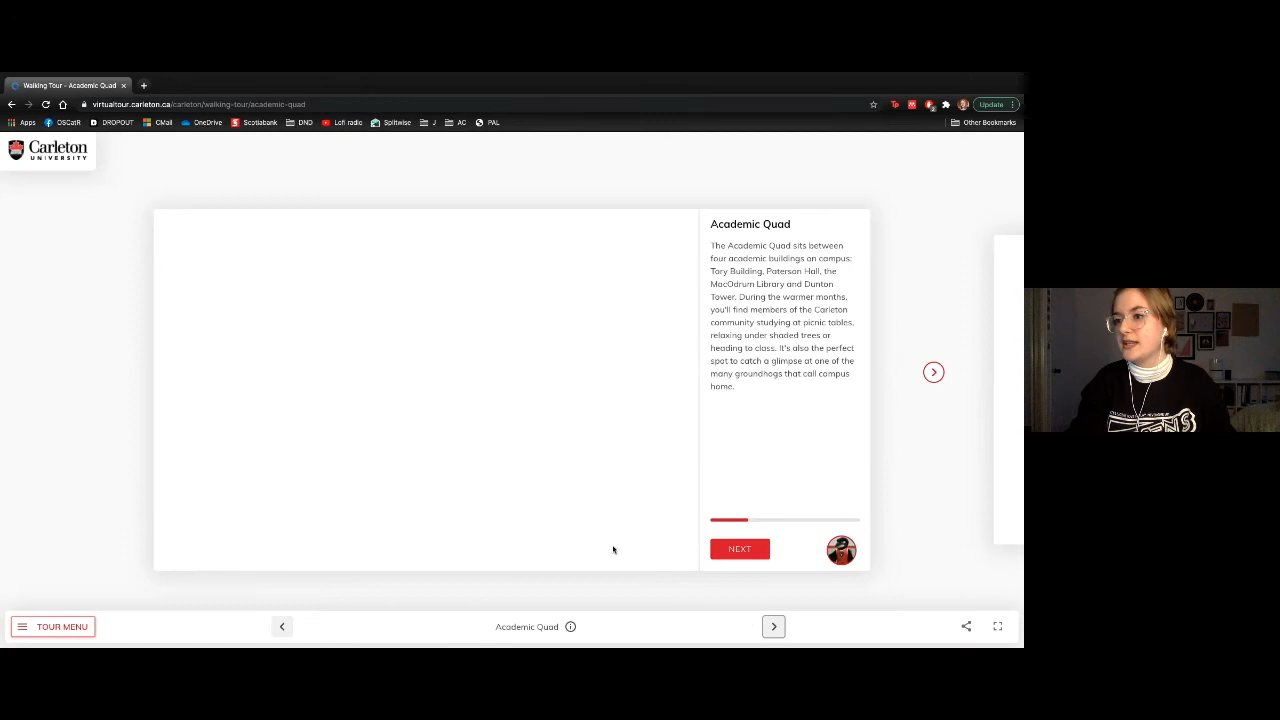 Walking Tour - Academic Quad
virtualtour.carleton.ca/carleton/walking-tour/academic-quad
Update
Apps
OSCatR
DROPOUT
GMail
OneDrive
Scotiabank
DND
Lofi radio
Splitwise
J
AC
PAL
Other Bookmarks
Carleton
UNIVERSITY
Academic Quad
The Academic Quad sits between
four academic buildings on campus:
Tory Building, Paterson Hall, the
MacOdrum Library and Dunton
Tower. During the warmer months,
you'll find members of the Carleton
community studying at picnic tables,
relaxing under shaded trees or
heading to class. It's also the perfect
spot to catch a glimpse at one of the
many groundhogs that call campus
home.
NEXT
TOUR MENU
Academic Quad